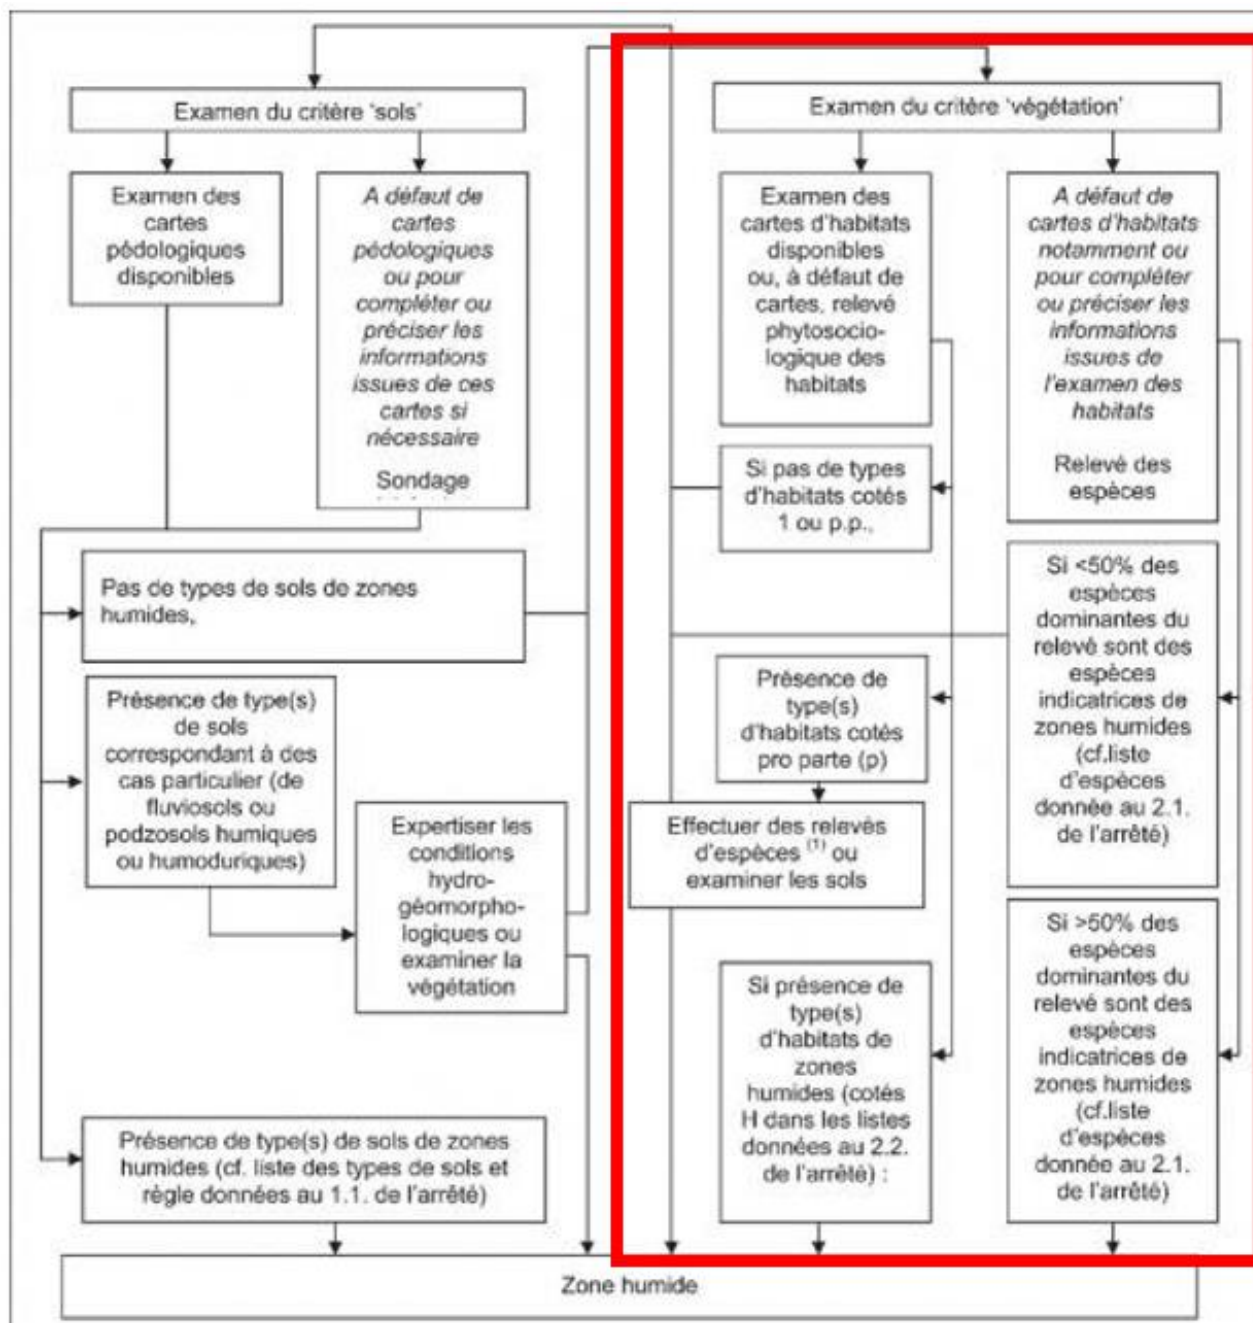 Examen du critère ‘sols’
Examen des
cartes
pédologiques
disponibles
A défaut de
cartes
pédologiques
ou pour
compléter ou
préciser les
informations
issues de ces
cartes si
nécessaire
Sondage
Pas de types de sols de zones
humides,
Présence de type(s)
de sols
correspondant à des
cas particulier (de
fluviosols ou
podzosols humiques
ou humoduriques)
Expertiser les
conditions
hydro-
géomorpho-
logiques ou
examiner la
végétation
Présence de type(s) de sols de zones
humides (cf. liste des types de sols et
règle données au 1.1. de l’arrêté)
Examen du critère ‘végétation’
Examen des
cartes d’habitats
disponibles
ou, à défaut de
cartes, relevé
phytosocio-
logique des
habitats
Si pas de types
d’habitats cotés
1 ou p.p.,
Présence de
type(s)
d’habitats cotés
pro parte (p)
Effectuer des relevés
d’espèces (1) ou
examiner les sols
Si présence de
type(s)
d’habitats de
zones
humides (cotés
H dans les listes
données au 2.2.
de l’arrêté) :
A défaut de
cartes d’habitats
notamment ou
pour compléter
ou préciser les
informations
issues de
l’examen des
habitats
Relevé des
espèces
Si <50% des
espèces
dominantes du
relevé sont des
espèces
indicatrices de
zones humides
(cf.liste
d’espèces
donnée au 2.1.
de l’arrêté)
Si >50% des
espèces
dominantes du
relevé sont des
espèces
indicatrices de
zones humides
(cf.liste
d’espèces
donnée au 2.1.
de l’arrêté)
Zone humide